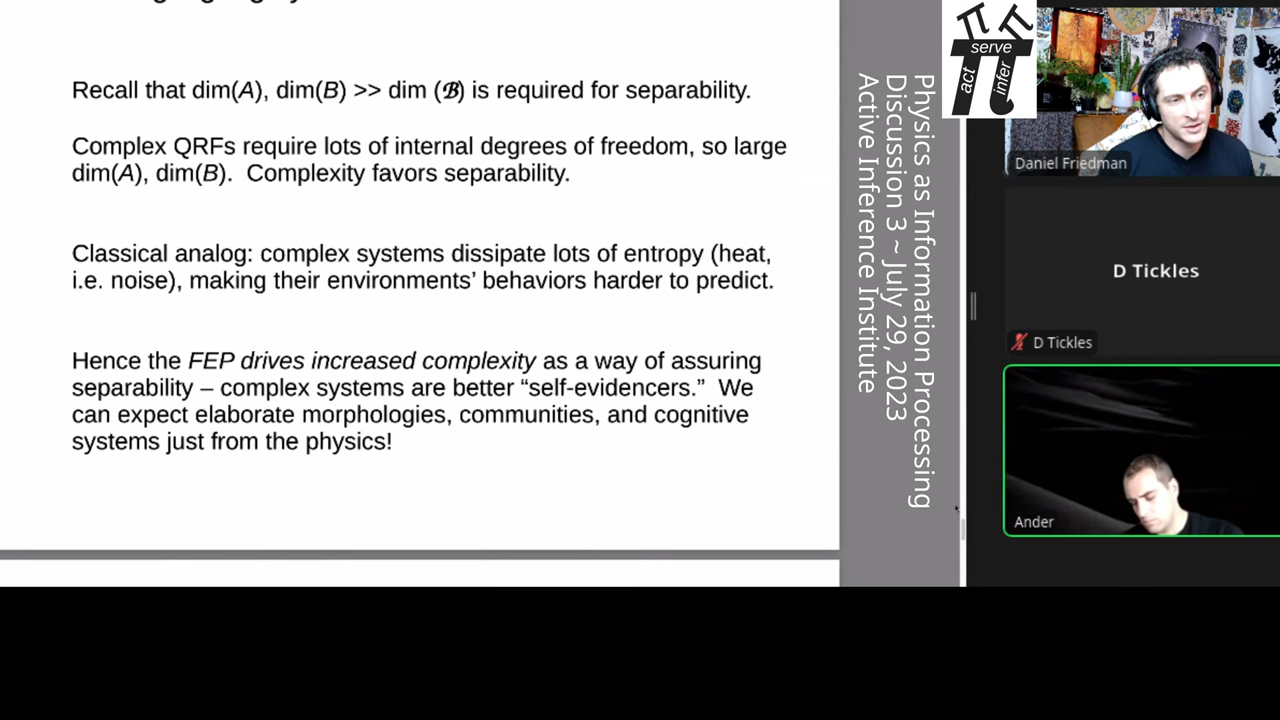 Recall that dim(A), dim(B) >> dim (ℬ) is required for separability.
Complex QRFs require lots of internal degrees of freedom, so large
dim(A), dim(B). Complexity favors separability.
Classical analog: complex systems dissipate lots of entropy (heat,
i.e. noise), making their environments’ behaviors harder to predict.
Hence the FEP drives increased complexity as a way of assuring
separability – complex systems are better “self-evidencers.” We
can expect elaborate morphologies, communities, and cognitive
systems just from the physics!
Physics as Information Processing
Discussion 3 ~ July 29, 2023
Active Inference Institute
serve
act
infer
Daniel Friedman
D Tickles
D Tickles
Ander